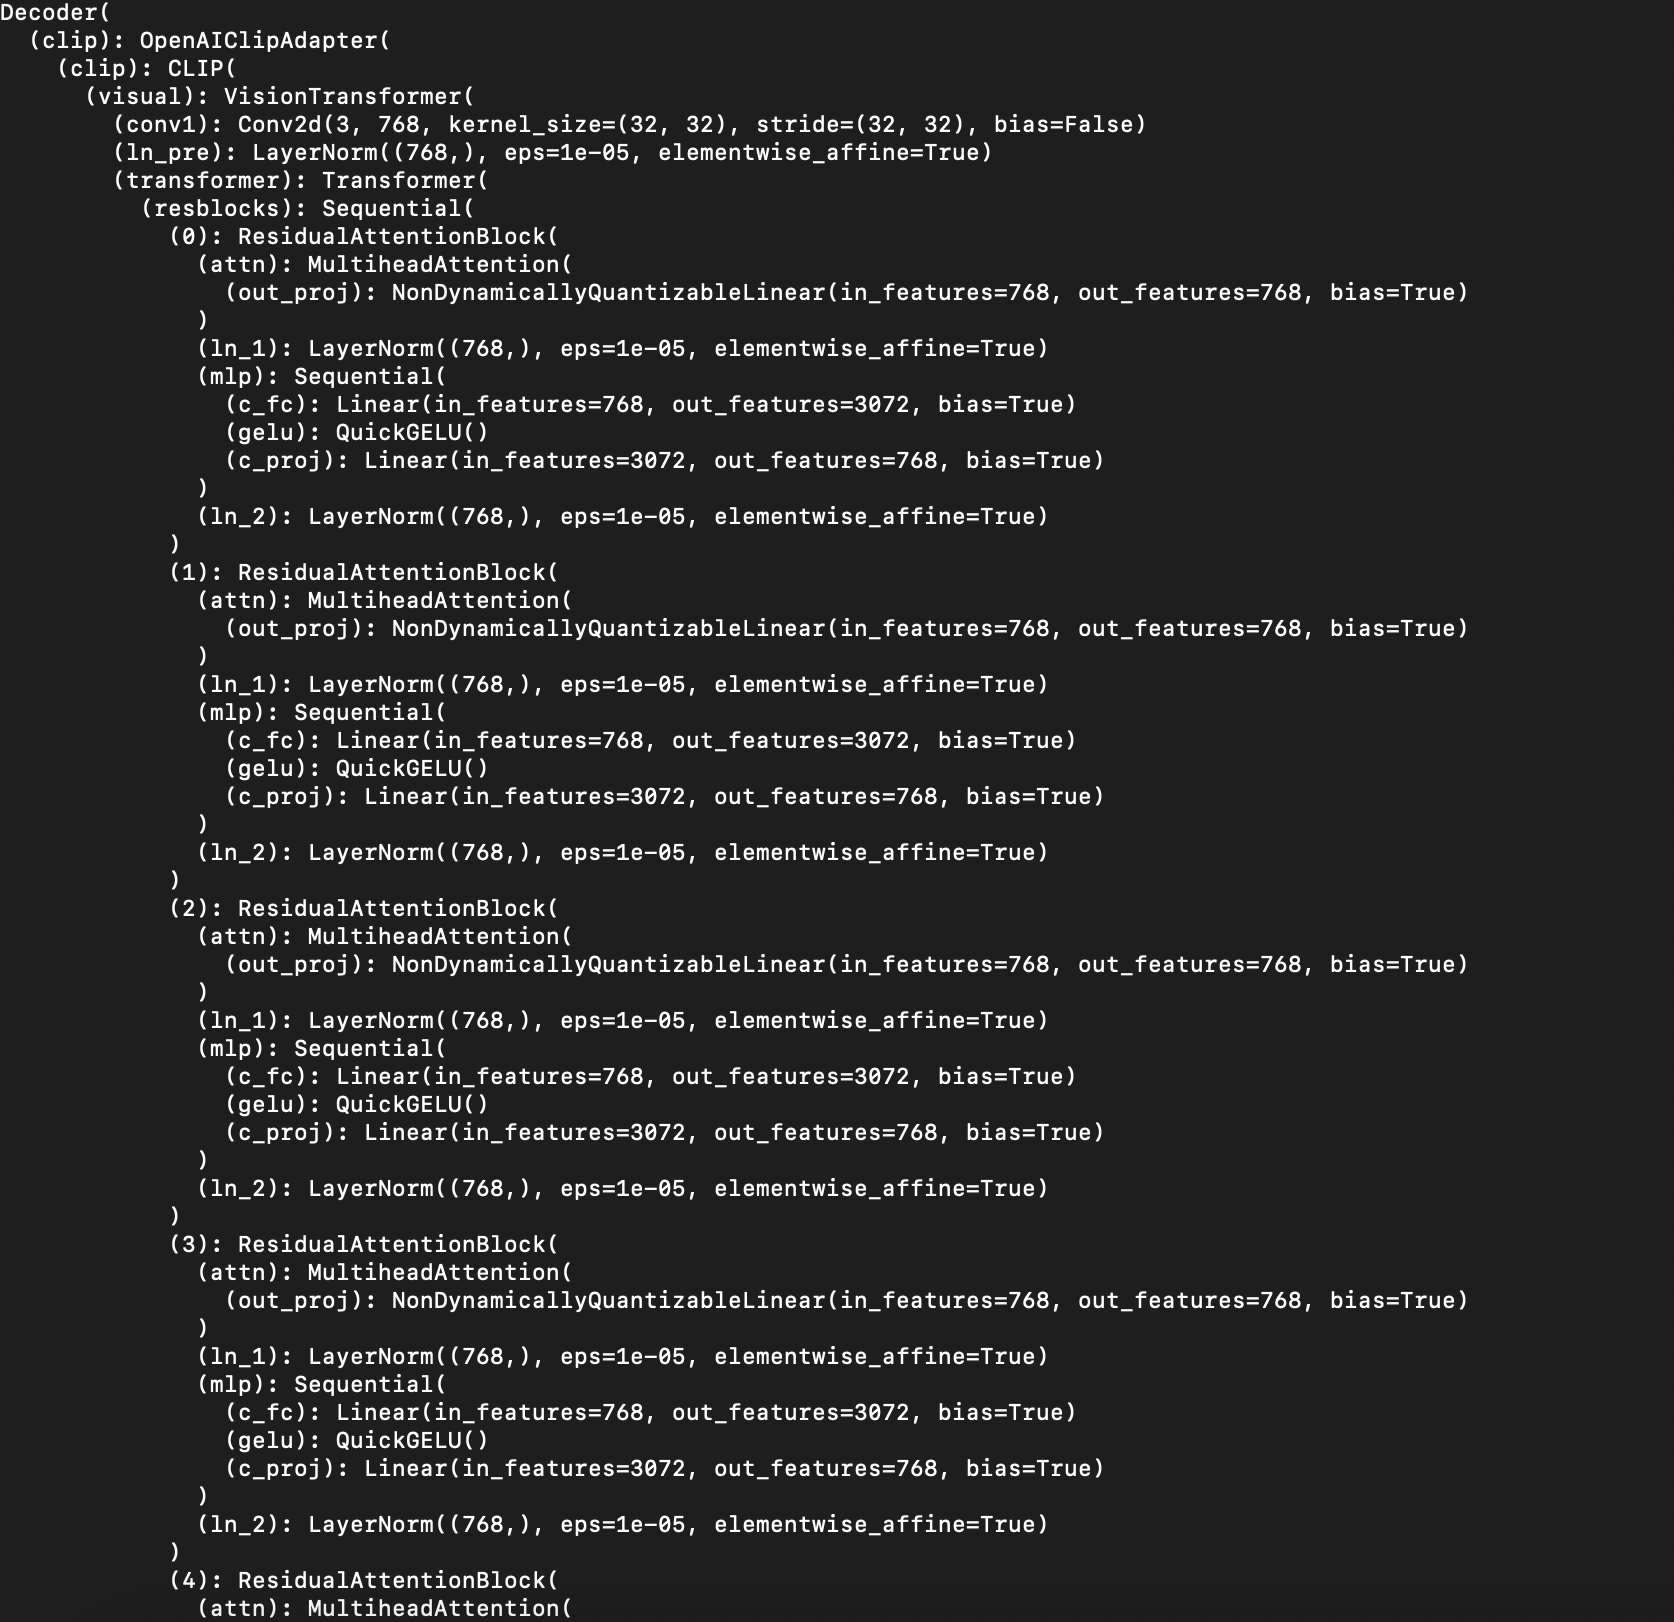 Decoder(
  (clip): OpenAIClipAdapter(
    (clip): CLIP(
      (visual): VisionTransformer(
        (conv1): Conv2d(3, 768, kernel_size=(32, 32), stride=(32, 32), bias=False)
        (ln_pre): LayerNorm((768,), eps=1e-05, elementwise_affine=True)
        (transformer): Transformer(
          (resblocks): Sequential(
            (0): ResidualAttentionBlock(
              (attn): MultiheadAttention(
                (out_proj): NonDynamicallyQuantizableLinear(in_features=768, out_features=768, bias=True)
              )
              (ln_1): LayerNorm((768,), eps=1e-05, elementwise_affine=True)
              (mlp): Sequential(
                (c_fc): Linear(in_features=768, out_features=3072, bias=True)
                (gelu): QuickGELU()
                (c_proj): Linear(in_features=3072, out_features=768, bias=True)
              )
              (ln_2): LayerNorm((768,), eps=1e-05, elementwise_affine=True)
            )
            (1): ResidualAttentionBlock(
              (attn): MultiheadAttention(
                (out_proj): NonDynamicallyQuantizableLinear(in_features=768, out_features=768, bias=True)
              )
              (ln_1): LayerNorm((768,), eps=1e-05, elementwise_affine=True)
              (mlp): Sequential(
                (c_fc): Linear(in_features=768, out_features=3072, bias=True)
                (gelu): QuickGELU()
                (c_proj): Linear(in_features=3072, out_features=768, bias=True)
              )
              (ln_2): LayerNorm((768,), eps=1e-05, elementwise_affine=True)
            )
            (2): ResidualAttentionBlock(
              (attn): MultiheadAttention(
                (out_proj): NonDynamicallyQuantizableLinear(in_features=768, out_features=768, bias=True)
              )
              (ln_1): LayerNorm((768,), eps=1e-05, elementwise_affine=True)
              (mlp): Sequential(
                (c_fc): Linear(in_features=768, out_features=3072, bias=True)
                (gelu): QuickGELU()
                (c_proj): Linear(in_features=3072, out_features=768, bias=True)
              )
              (ln_2): LayerNorm((768,), eps=1e-05, elementwise_affine=True)
            )
            (3): ResidualAttentionBlock(
              (attn): MultiheadAttention(
                (out_proj): NonDynamicallyQuantizableLinear(in_features=768, out_features=768, bias=True)
              )
              (ln_1): LayerNorm((768,), eps=1e-05, elementwise_affine=True)
              (mlp): Sequential(
                (c_fc): Linear(in_features=768, out_features=3072, bias=True)
                (gelu): QuickGELU()
                (c_proj): Linear(in_features=3072, out_features=768, bias=True)
              )
              (ln_2): LayerNorm((768,), eps=1e-05, elementwise_affine=True)
            )
            (4): ResidualAttentionBlock(
              (attn): MultiheadAttention(